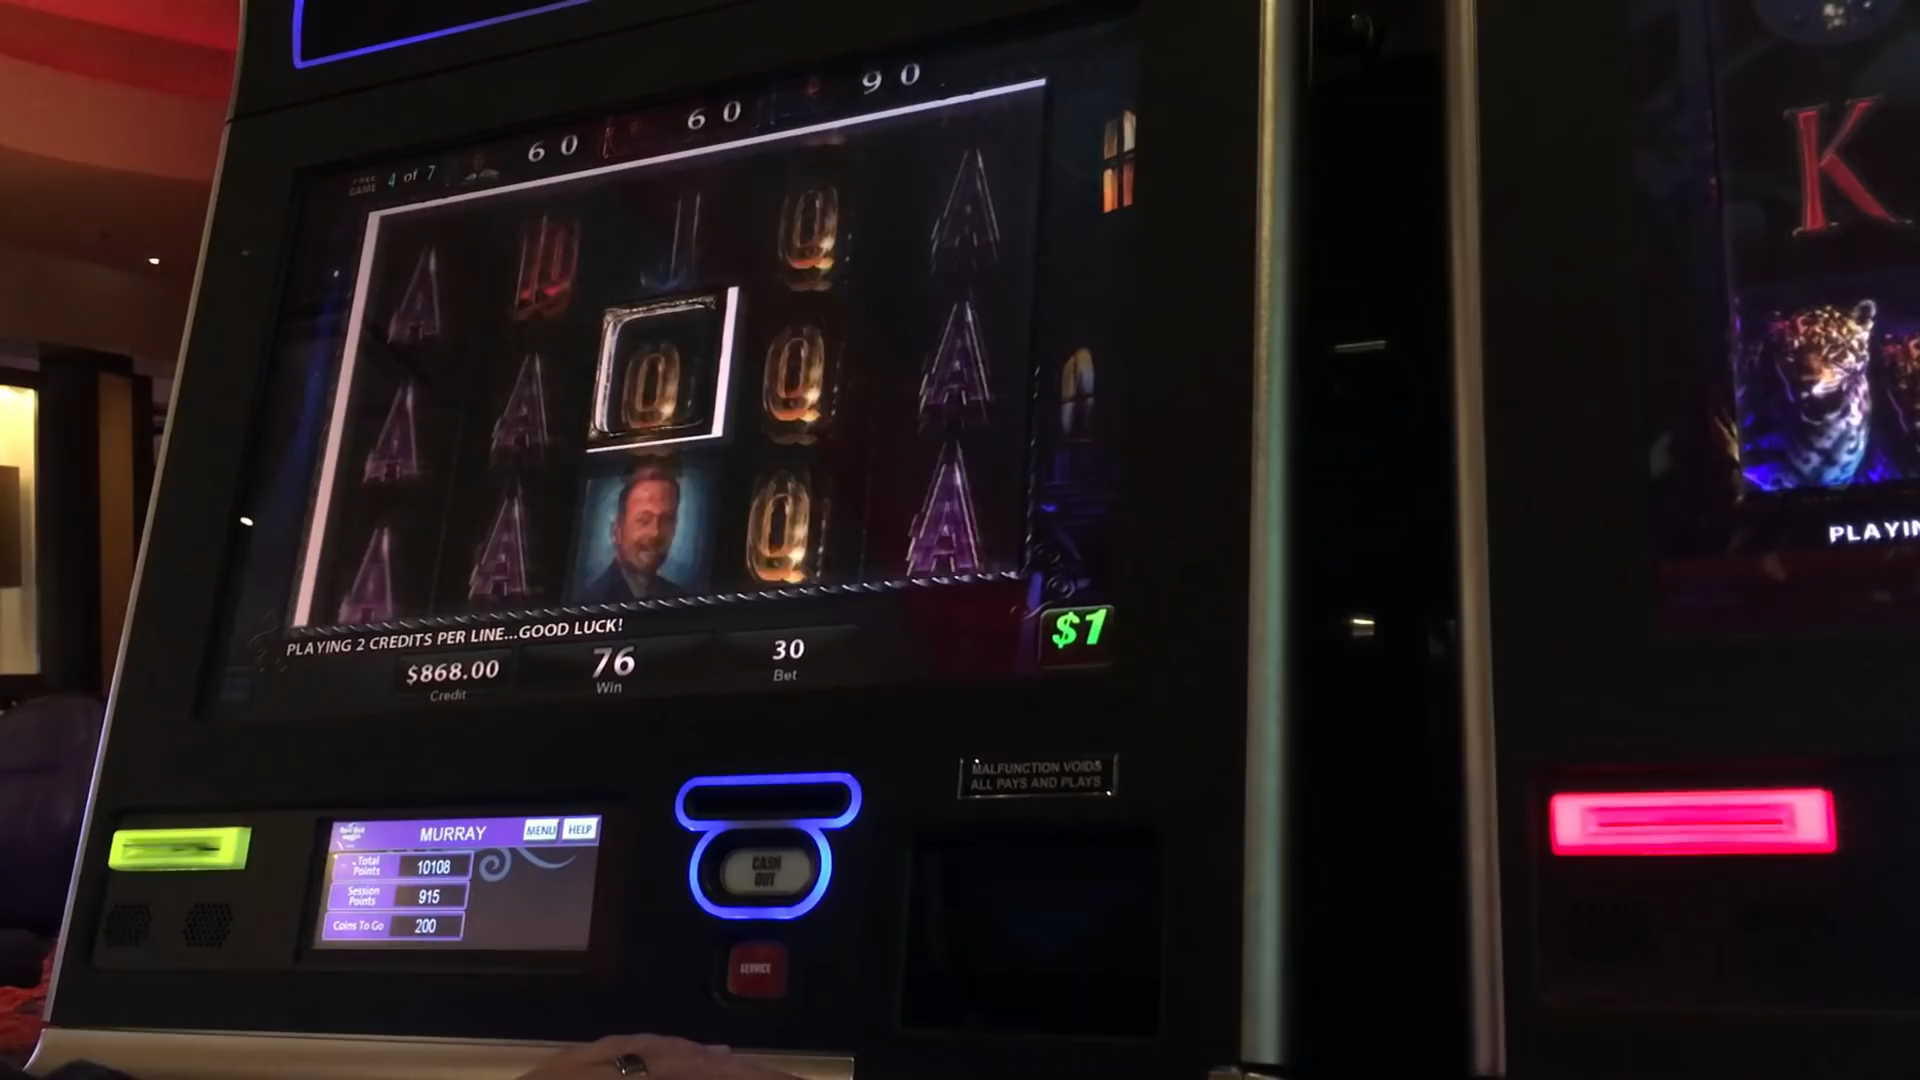 90
60
60
FREE GAME 4 of 7
A J Q A
K
Q Q A
A A
A A Q A
PLAYIN
PLAYING 2 CREDITS PER LINE...GOOD LUCK!
$1
$868.00 76 30
Credit Win Bet
MALFUNCTION VOIDS
ALL PAYS AND PLAYS
MURRAY MENU HELP
Total Points 10108
Session Points 915
Coins To Go 200
CASH OUT
SERVICE